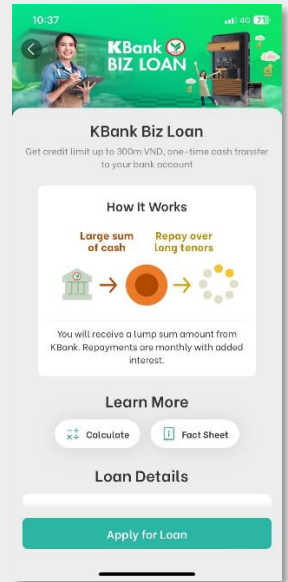 10:37
4G 71
KBank
BIZ LOAN
KBank Biz Loan
Get credit limit up to 300m VND, one-time cash transfer
to your bank account
How It Works
Large sum
of cash
Repay over
long tenors
You will receive a lump sum amount from
KBank. Repayments are monthly with added
interest.
Learn More
Calculate
Fact Sheet
Loan Details
Apply for Loan